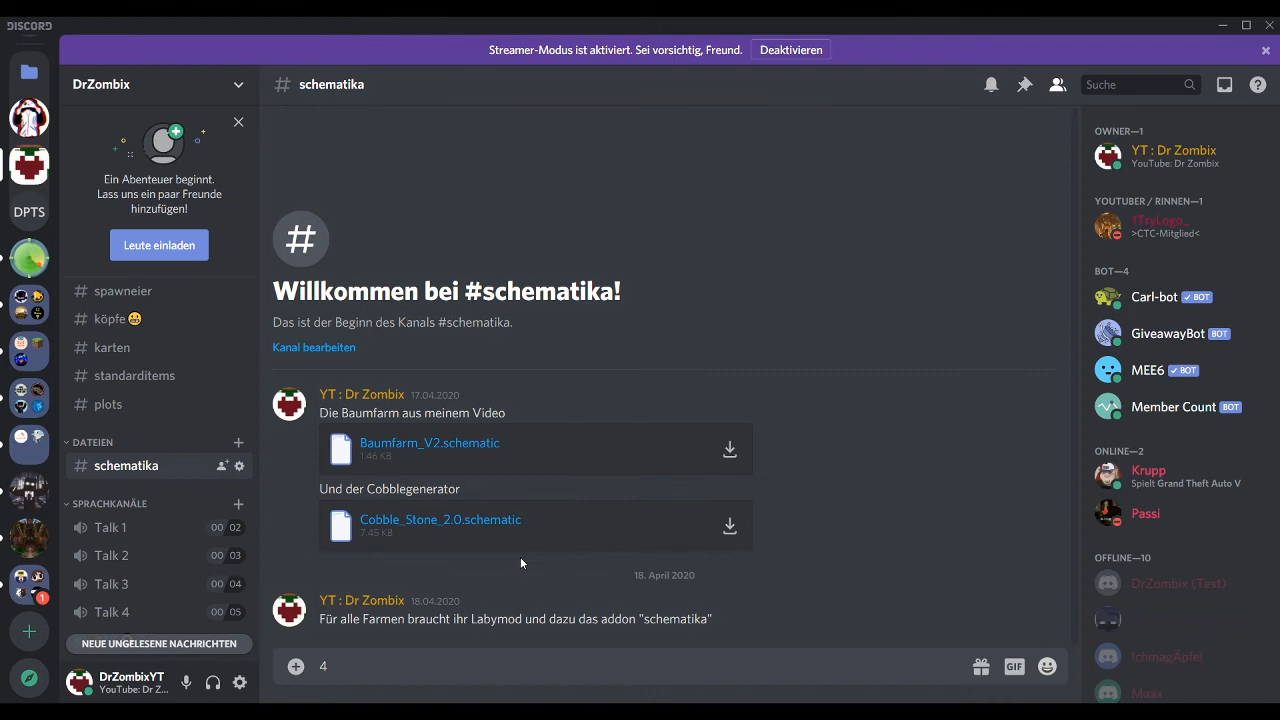 DISCORD
Streamer-Modus ist aktiviert. Sei vorsichtig, Freund. Deaktivieren
DrZombix
Ein Abenteuer beginnt.
Lass uns ein paar Freunde
hinzufügen!
Leute einladen
DPTS
spawneier
köpfe😀
karten
standarditems
plots
DATEIEN
schematika
SPRACHKANÄLE
Talk 1 00 02
Talk 2 00 03
Talk 3 00 04
Talk 4 00 05
NEUE UNGELESENE NACHRICHTEN
1
DrZombixYT
YouTube: Dr Z...
# schematika
Suche
#
Willkommen bei #schematika!
Das ist der Beginn des Kanals #schematika.
Kanal bearbeiten
YT : Dr Zombix 17.04.2020
Die Baumfarm aus meinem Video
Baumfarm_V2.schematic
1.46 KB
Und der Cobblegenerator
Cobble_Stone_2.0.schematic
7.45 KB
18. April 2020
YT : Dr Zombix 18.04.2020
Für alle Farmen braucht ihr Labymod und dazu das addon "schematika"
4
GIF
OWNER—1
YT : Dr Zombix
YouTube: Dr Zombix
YOUTUBER / RINNEN—1
1TryLogo_
>CTC-Mitglied<
BOT—4
Carl-bot ✓ BOT
GiveawayBot BOT
MEE6 ✓ BOT
Member Count BOT
ONLINE—2
Krupp
Spielt Grand Theft Auto V
Passi
OFFLINE—10
DrZombix (Test)
IchmagÄpfel
Maax